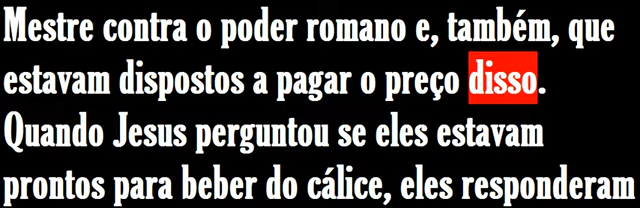 Mestre contra o poder romano e, também, que
estavam dispostos a pagar o preço disso.
Quando Jesus perguntou se eles estavam
prontos para beber do cálice, eles responderam